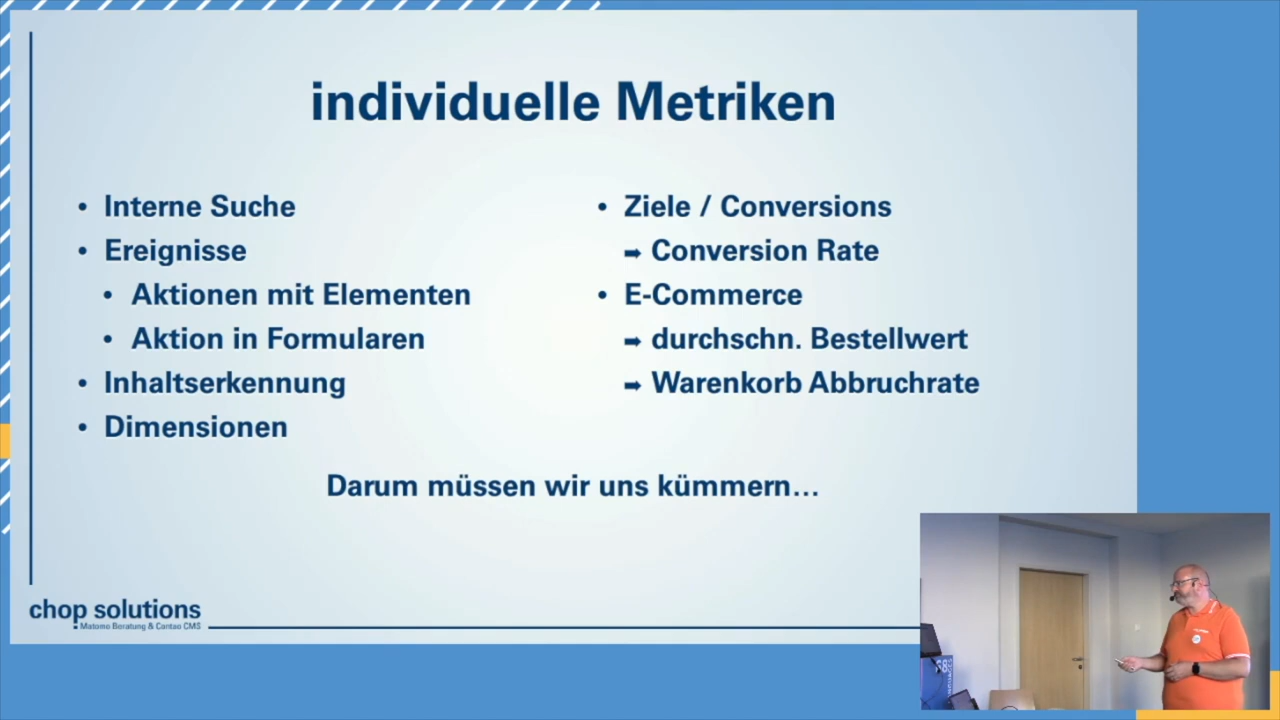 individuelle Metriken
• Interne Suche
• Ereignisse
• Aktionen mit Elementen
• Aktion in Formularen
• Inhaltserkennung
• Dimensionen
• Ziele / Conversions
➡ Conversion Rate
• E-Commerce
➡ durchschn. Bestellwert
➡ Warenkorb Abbruchrate
Darum müssen wir uns kümmern…
chop solutions
Matomo Beratung & Contao CMS